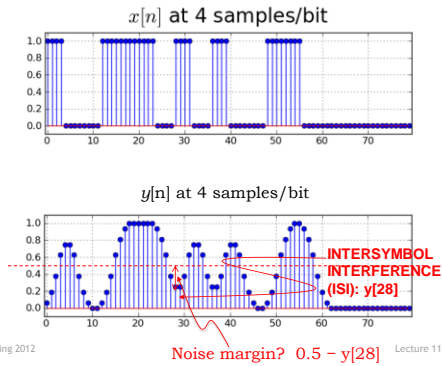 x[n] at 4 samples/bit
1.0
0.8
0.6
0.4
0.2
0.0
0 10 20 30 40 50 60 70
y[n] at 4 samples/bit
1.0
0.8
0.6
0.4
0.2
0.0
0 10 20 30 40 50 60 70
INTERSYMBOL
INTERFERENCE
(ISI): y[28]
ing 2012
Noise margin? 0.5 − y[28]
Lecture 11